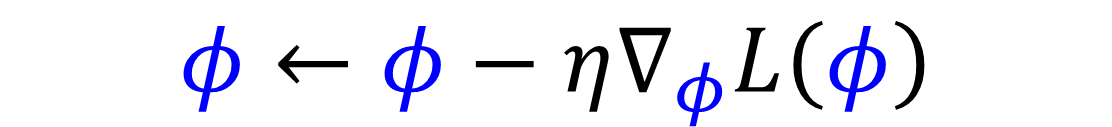 𝜙 ← 𝜙 − 𝜂∇𝜙𝐿(𝜙)